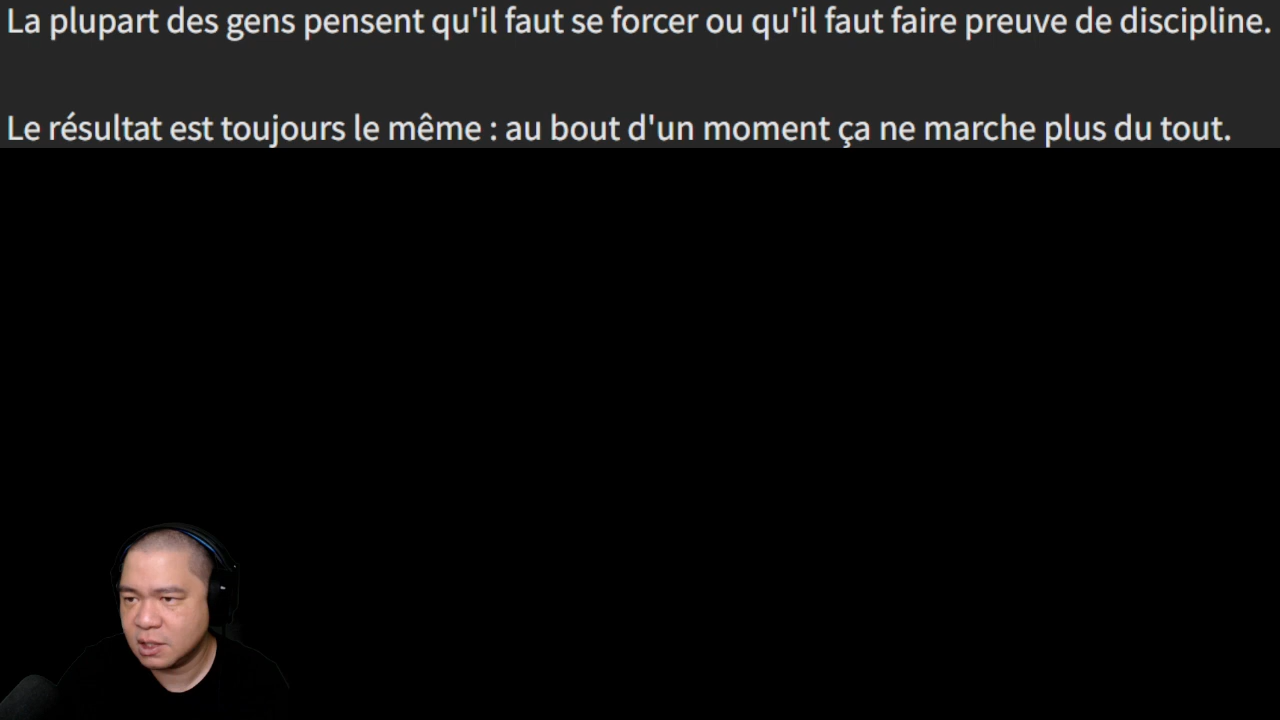 La plupart des gens pensent qu'il faut se forcer ou qu'il faut faire preuve de discipline.
Le résultat est toujours le même : au bout d'un moment ça ne marche plus du tout.